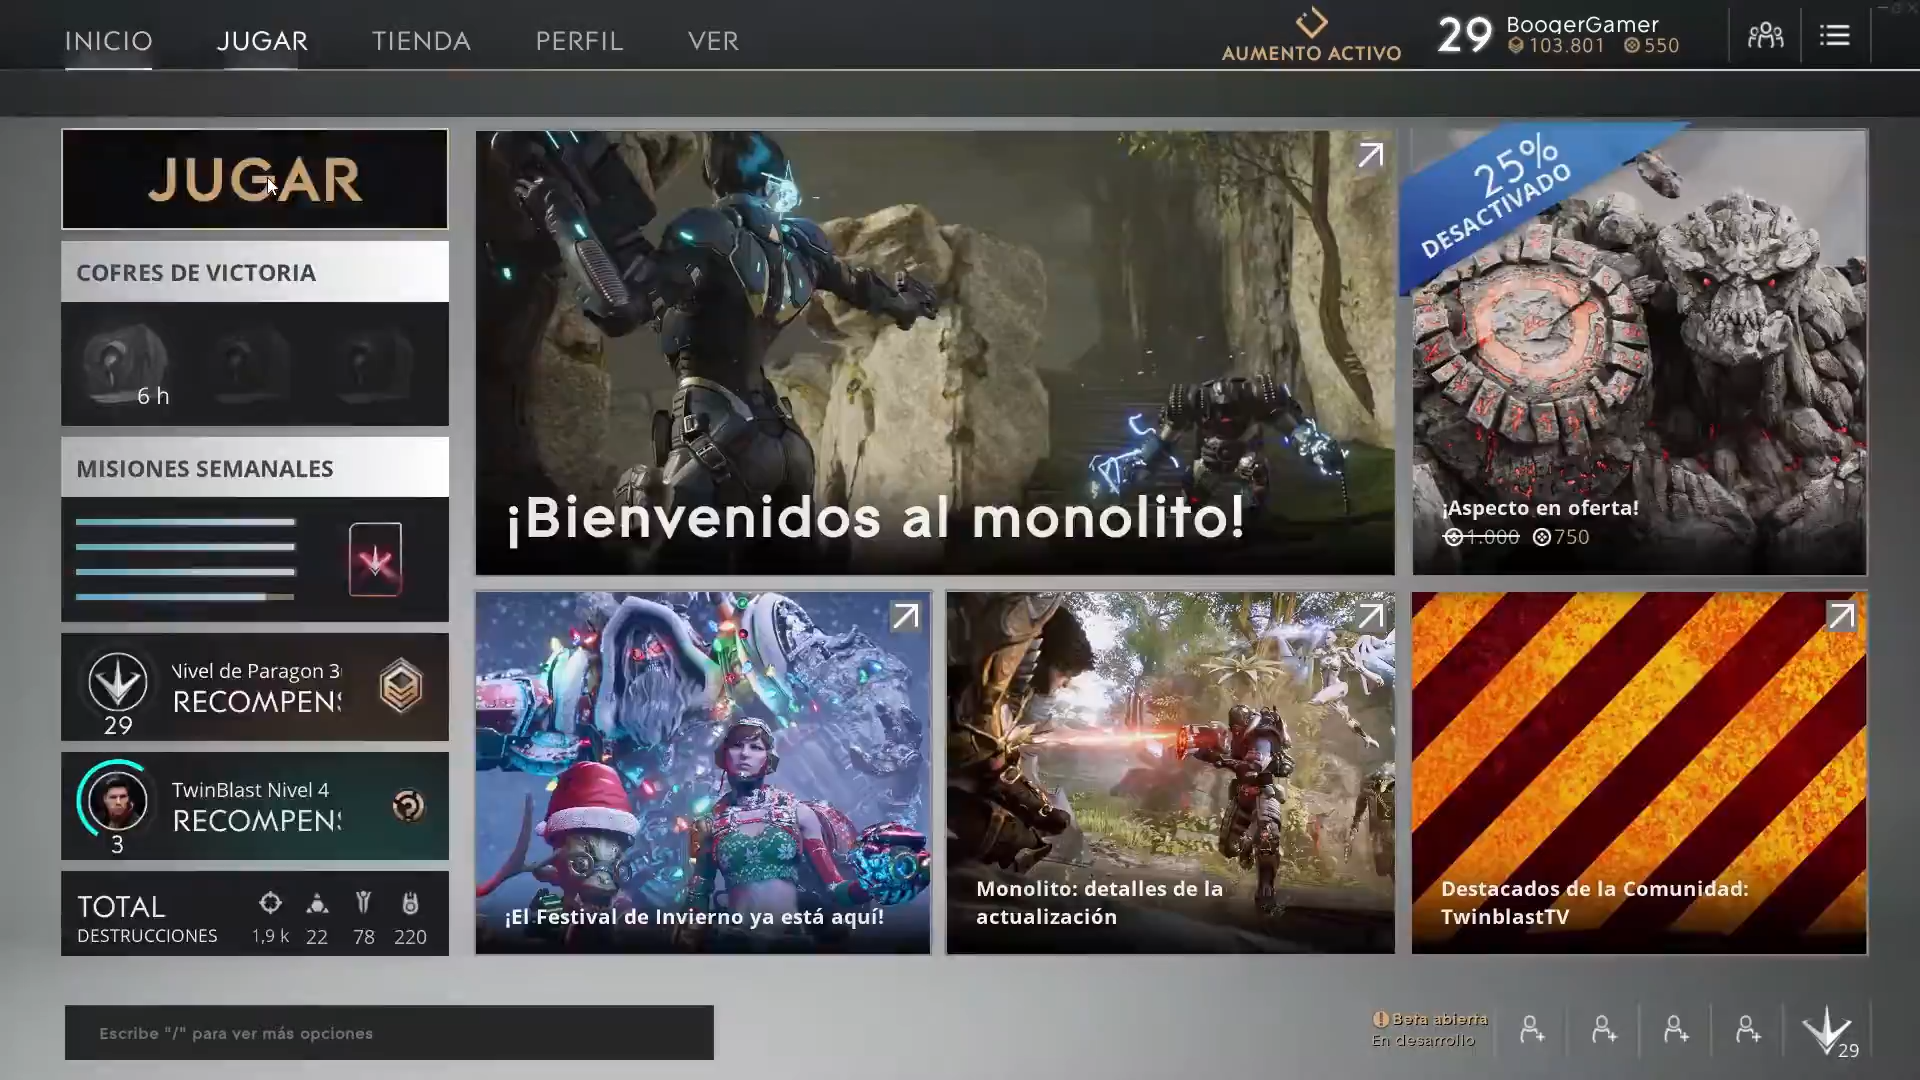 INICIO
JUGAR
TIENDA
PERFIL
VER
AUMENTO ACTIVO
29
BoogerGamer
103.801 550
JUGAR
COFRES DE VICTORIA
6 h
MISIONES SEMANALES
Nivel de Paragon 3
RECOMPENS
29
TwinBlast Nivel 4
RECOMPENS
3
TOTAL
DESTRUCCIONES
1,9 k 22 78 220
¡Bienvenidos al monolito!
25%
DESACTIVADO
¡Aspecto en oferta!
1.000 750
¡El Festival de Invierno ya está aquí!
Monolito: detalles de la
actualización
Destacados de la Comunidad:
TwinblastTV
Escribe "/" para ver más opciones
Beta abierta
En desarrollo
29